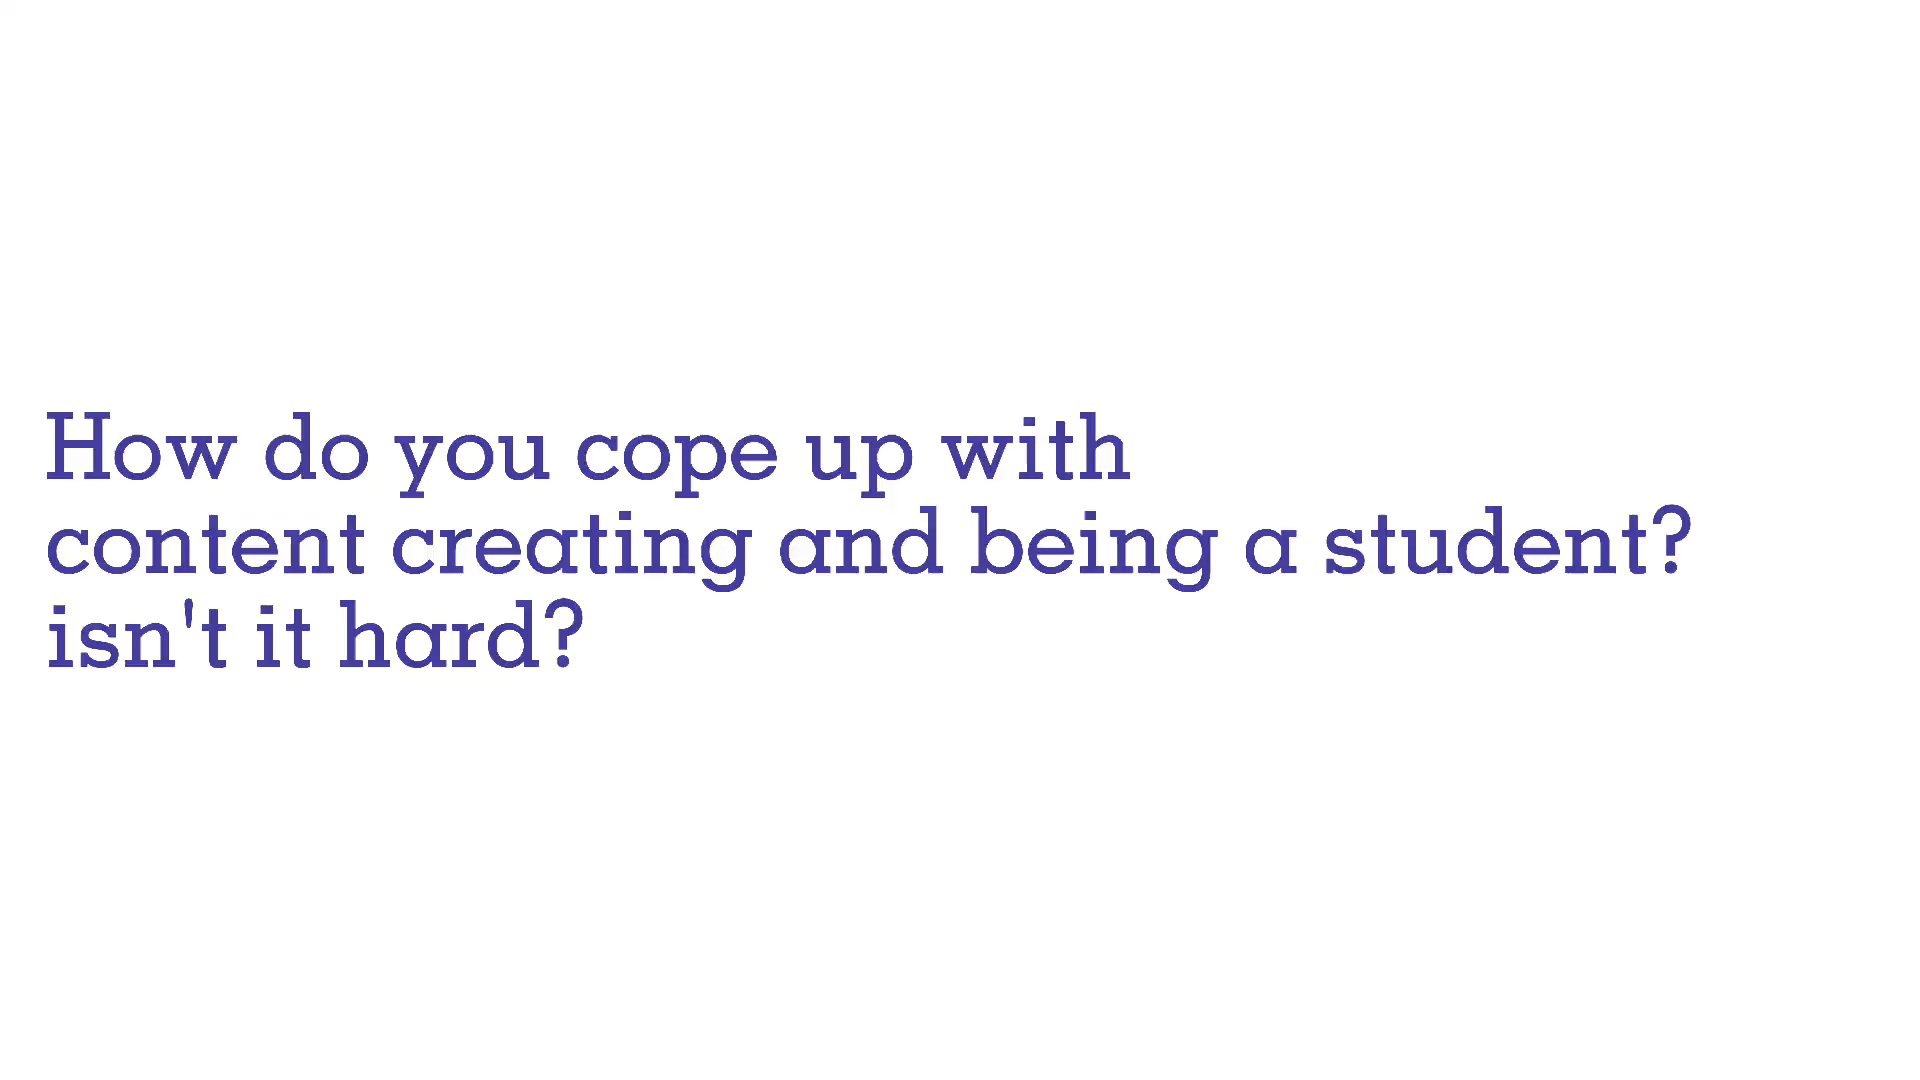 How do you cope up with
content creating and being a student?
isn't it hard?